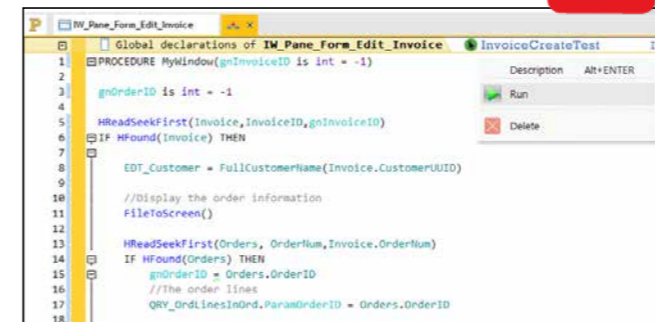 IW_Pane_Form_Edit_Invoice
Global declarations of IW_Pane_Form_Edit_Invoice InvoiceCreateTest
1 PROCEDURE MyWindow(gnInvoiceID is int = -1)
2
3 gnOrderID is int = -1
4
5 HReadSeekFirst(Invoice,InvoiceID,gnInvoiceID)
6 IF HFound(Invoice) THEN
7
8 EDT_Customer = FullCustomerName(Invoice.CustomerUUID)
9
10 //Display the order information
11 FileToScreen()
12
13 HReadSeekFirst(Orders, OrderNum,Invoice.OrderNum)
14 IF HFound(Orders) THEN
15 gnOrderID = Orders.OrderID
16 //The order lines
17 QRY_OrdLinesInOrd.ParamOrderID = Orders.OrderID
18
Description Alt+ENTER
Run
Delete